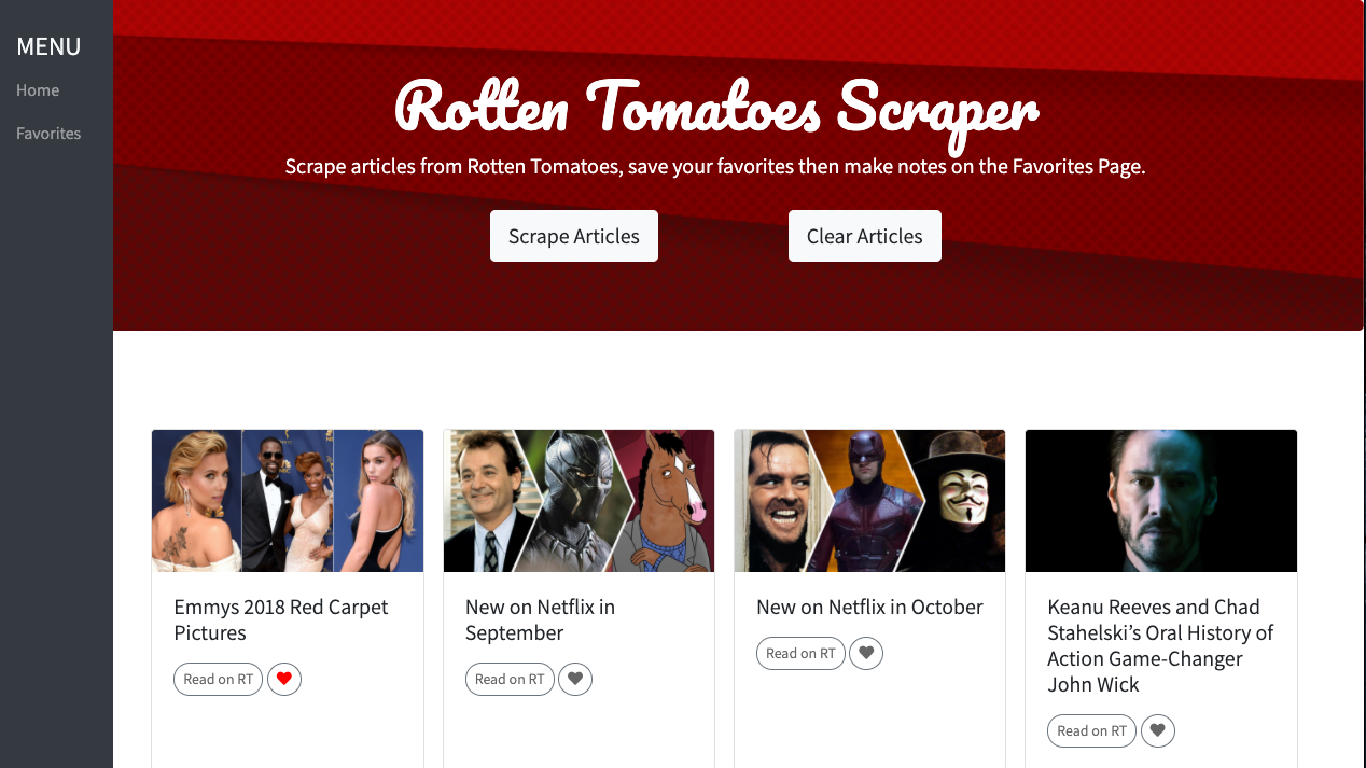 MENU
Home
Favorites
Rotten Tomatoes Scraper
Scrape articles from Rotten Tomatoes, save your favorites then make notes on the Favorites Page.
Scrape Articles
Clear Articles
Emmys 2018 Red Carpet
Pictures
Read on RT
New on Netflix in
September
Read on RT
New on Netflix in October
Read on RT
Keanu Reeves and Chad
Stahelski’s Oral History of
Action Game-Changer
John Wick
Read on RT